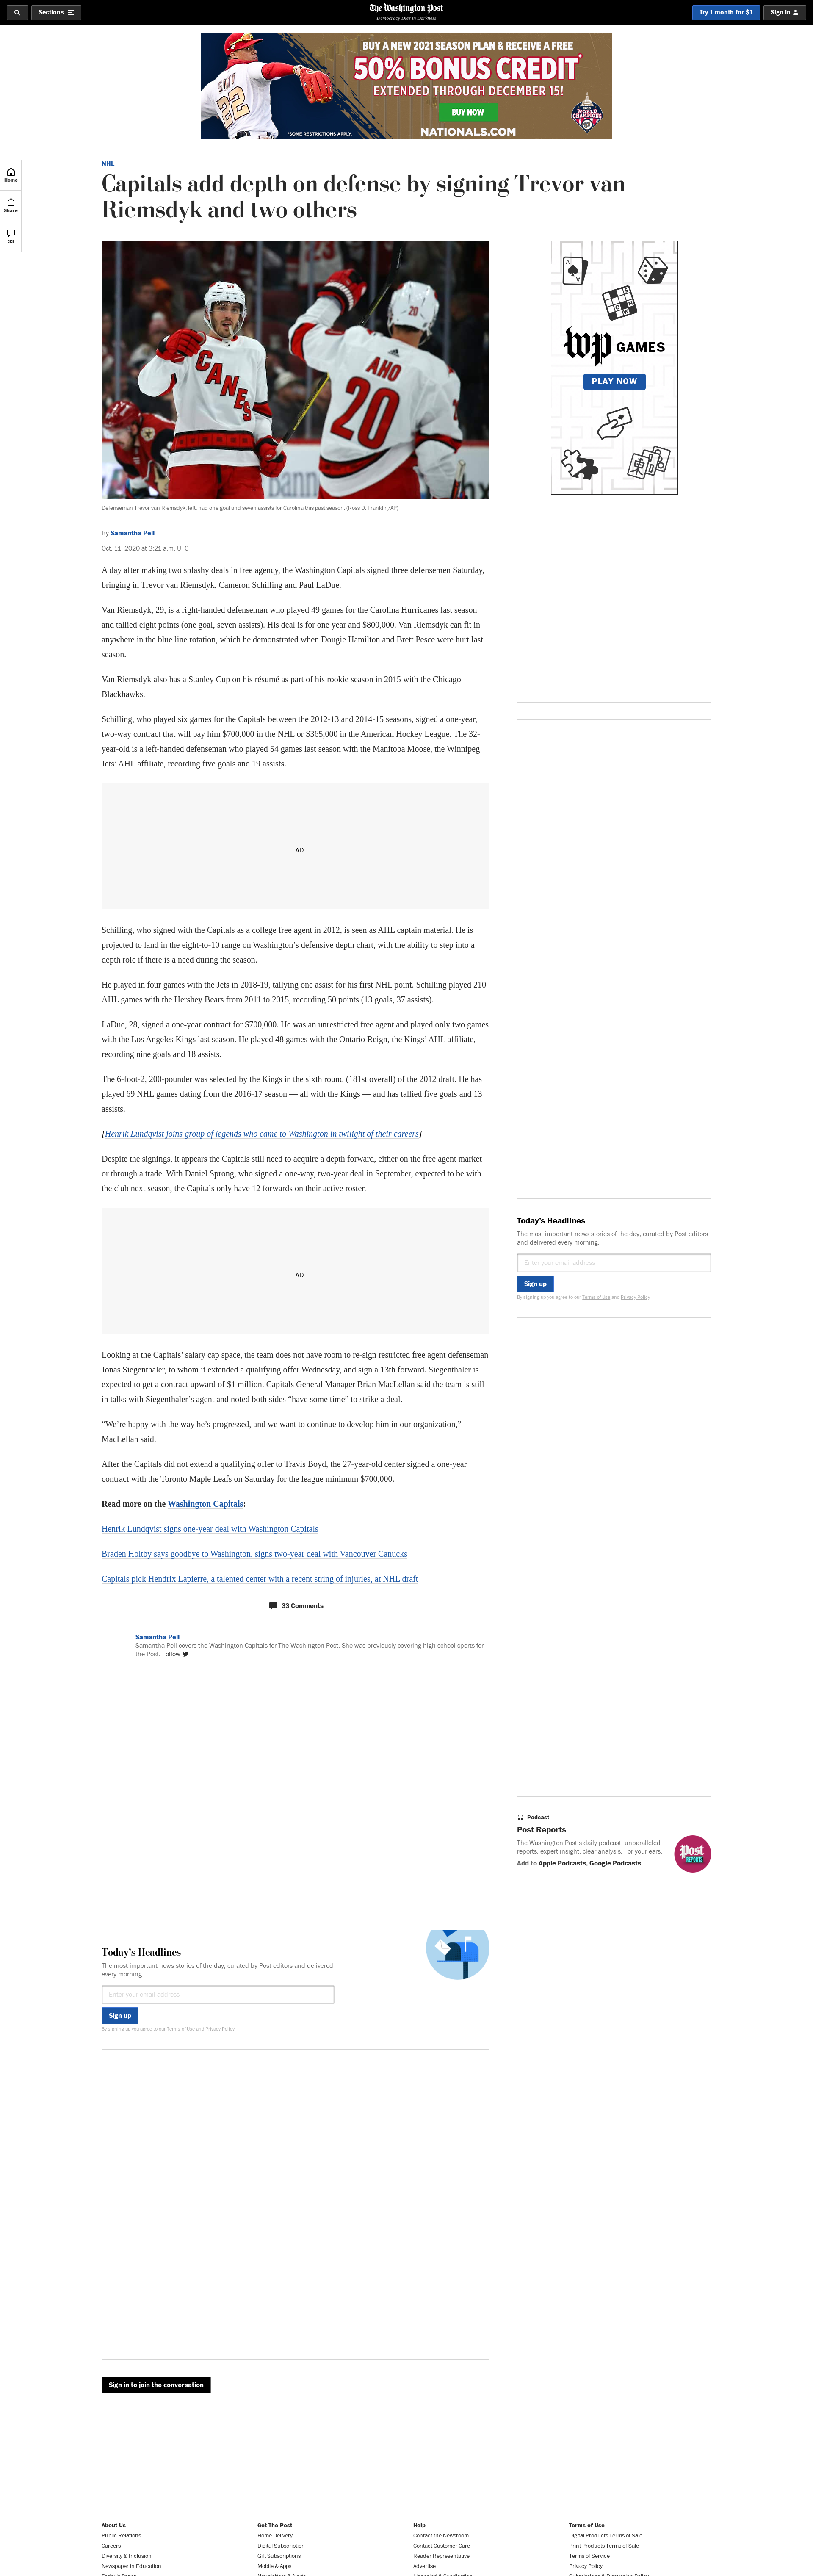 Sections
The Washington Post
Democracy Dies in Darkness
Try 1 month for $1
Sign in
BUY A NEW 2021 SEASON PLAN & RECEIVE A FREE
50% BONUS CREDIT*
EXTENDED THROUGH DECEMBER 15!
BUY NOW
*SOME RESTRICTIONS APPLY.
NATIONALS.COM
WORLD CHAMPIONS
Home
Share
33
NHL
Capitals add depth on defense by signing Trevor van
Riemsdyk and two others
CANES
AHO
20
WP GAMES
PLAY NOW
Defenseman Trevor van Riemsdyk, left, had one goal and seven assists for Carolina this past season. (Ross D. Franklin/AP)
By Samantha Pell
Oct. 11, 2020 at 3:21 a.m. UTC
A day after making two splashy deals in free agency, the Washington Capitals signed three defensemen Saturday,
bringing in Trevor van Riemsdyk, Cameron Schilling and Paul LaDue.
Van Riemsdyk, 29, is a right-handed defenseman who played 49 games for the Carolina Hurricanes last season
and tallied eight points (one goal, seven assists). His deal is for one year and $800,000. Van Riemsdyk can fit in
anywhere in the blue line rotation, which he demonstrated when Dougie Hamilton and Brett Pesce were hurt last
season.
Van Riemsdyk also has a Stanley Cup on his résumé as part of his rookie season in 2015 with the Chicago
Blackhawks.
Schilling, who played six games for the Capitals between the 2012-13 and 2014-15 seasons, signed a one-year,
two-way contract that will pay him $700,000 in the NHL or $365,000 in the American Hockey League. The 32-
year-old is a left-handed defenseman who played 54 games last season with the Manitoba Moose, the Winnipeg
Jets' AHL affiliate, recording five goals and 19 assists.
AD
Schilling, who signed with the Capitals as a college free agent in 2012, is seen as AHL captain material. He is
projected to land in the eight-to-10 range on Washington's defensive depth chart, with the ability to step into a
depth role if there is a need during the season.
He played in four games with the Jets in 2018-19, tallying one assist for his first NHL point. Schilling played 210
AHL games with the Hershey Bears from 2011 to 2015, recording 50 points (13 goals, 37 assists).
LaDue, 28, signed a one-year contract for $700,000. He was an unrestricted free agent and played only two games
with the Los Angeles Kings last season. He played 48 games with the Ontario Reign, the Kings' AHL affiliate,
recording nine goals and 18 assists.
The 6-foot-2, 200-pounder was selected by the Kings in the sixth round (181st overall) of the 2012 draft. He has
played 69 NHL games dating from the 2016-17 season — all with the Kings — and has tallied five goals and 13
assists.
[Henrik Lundqvist joins group of legends who came to Washington in twilight of their careers]
Despite the signings, it appears the Capitals still need to acquire a depth forward, either on the free agent market
or through a trade. With Daniel Sprong, who signed a one-way, two-year deal in September, expected to be with
the club next season, the Capitals only have 12 forwards on their active roster.
AD
Looking at the Capitals' salary cap space, the team does not have room to re-sign restricted free agent defenseman
Jonas Siegenthaler, to whom it extended a qualifying offer Wednesday, and sign a 13th forward. Siegenthaler is
expected to get a contract upward of $1 million. Capitals General Manager Brian MacLellan said the team is still
in talks with Siegenthaler's agent and noted both sides "have some time" to strike a deal.
"We're happy with the way he's progressed, and we want to continue to develop him in our organization,"
MacLellan said.
After the Capitals did not extend a qualifying offer to Travis Boyd, the 27-year-old center signed a one-year
contract with the Toronto Maple Leafs on Saturday for the league minimum $700,000.
Read more on the Washington Capitals:
Henrik Lundqvist signs one-year deal with Washington Capitals
Braden Holtby says goodbye to Washington, signs two-year deal with Vancouver Canucks
Capitals pick Hendrix Lapierre, a talented center with a recent string of injuries, at NHL draft
33 Comments
Samantha Pell
Samantha Pell covers the Washington Capitals for The Washington Post. She was previously covering high school sports for
the Post. Follow
Today's Headlines
The most important news stories of the day, curated by Post editors and delivered
every morning.
Enter your email address
Sign up
By signing up you agree to our Terms of Use and Privacy Policy
Sign in to join the conversation
Today's Headlines
The most important news stories of the day, curated by Post editors
and delivered every morning.
Enter your email address
Sign up
By signing up you agree to our Terms of Use and Privacy Policy
Podcast
Post Reports
The Washington Post's daily podcast: unparalleled
reports, expert insight, clear analysis. For your ears.
Add to Apple Podcasts, Google Podcasts
Post
REPORTS
About Us
Public Relations
Careers
Diversity & Inclusion
Newspaper in Education
Get The Post
Home Delivery
Digital Subscription
Gift Subscriptions
Mobile & Apps
Help
Contact the Newsroom
Contact Customer Care
Reader Representative
Advertise
Terms of Use
Digital Products Terms of Sale
Print Products Terms of Sale
Terms of Service
Privacy Policy